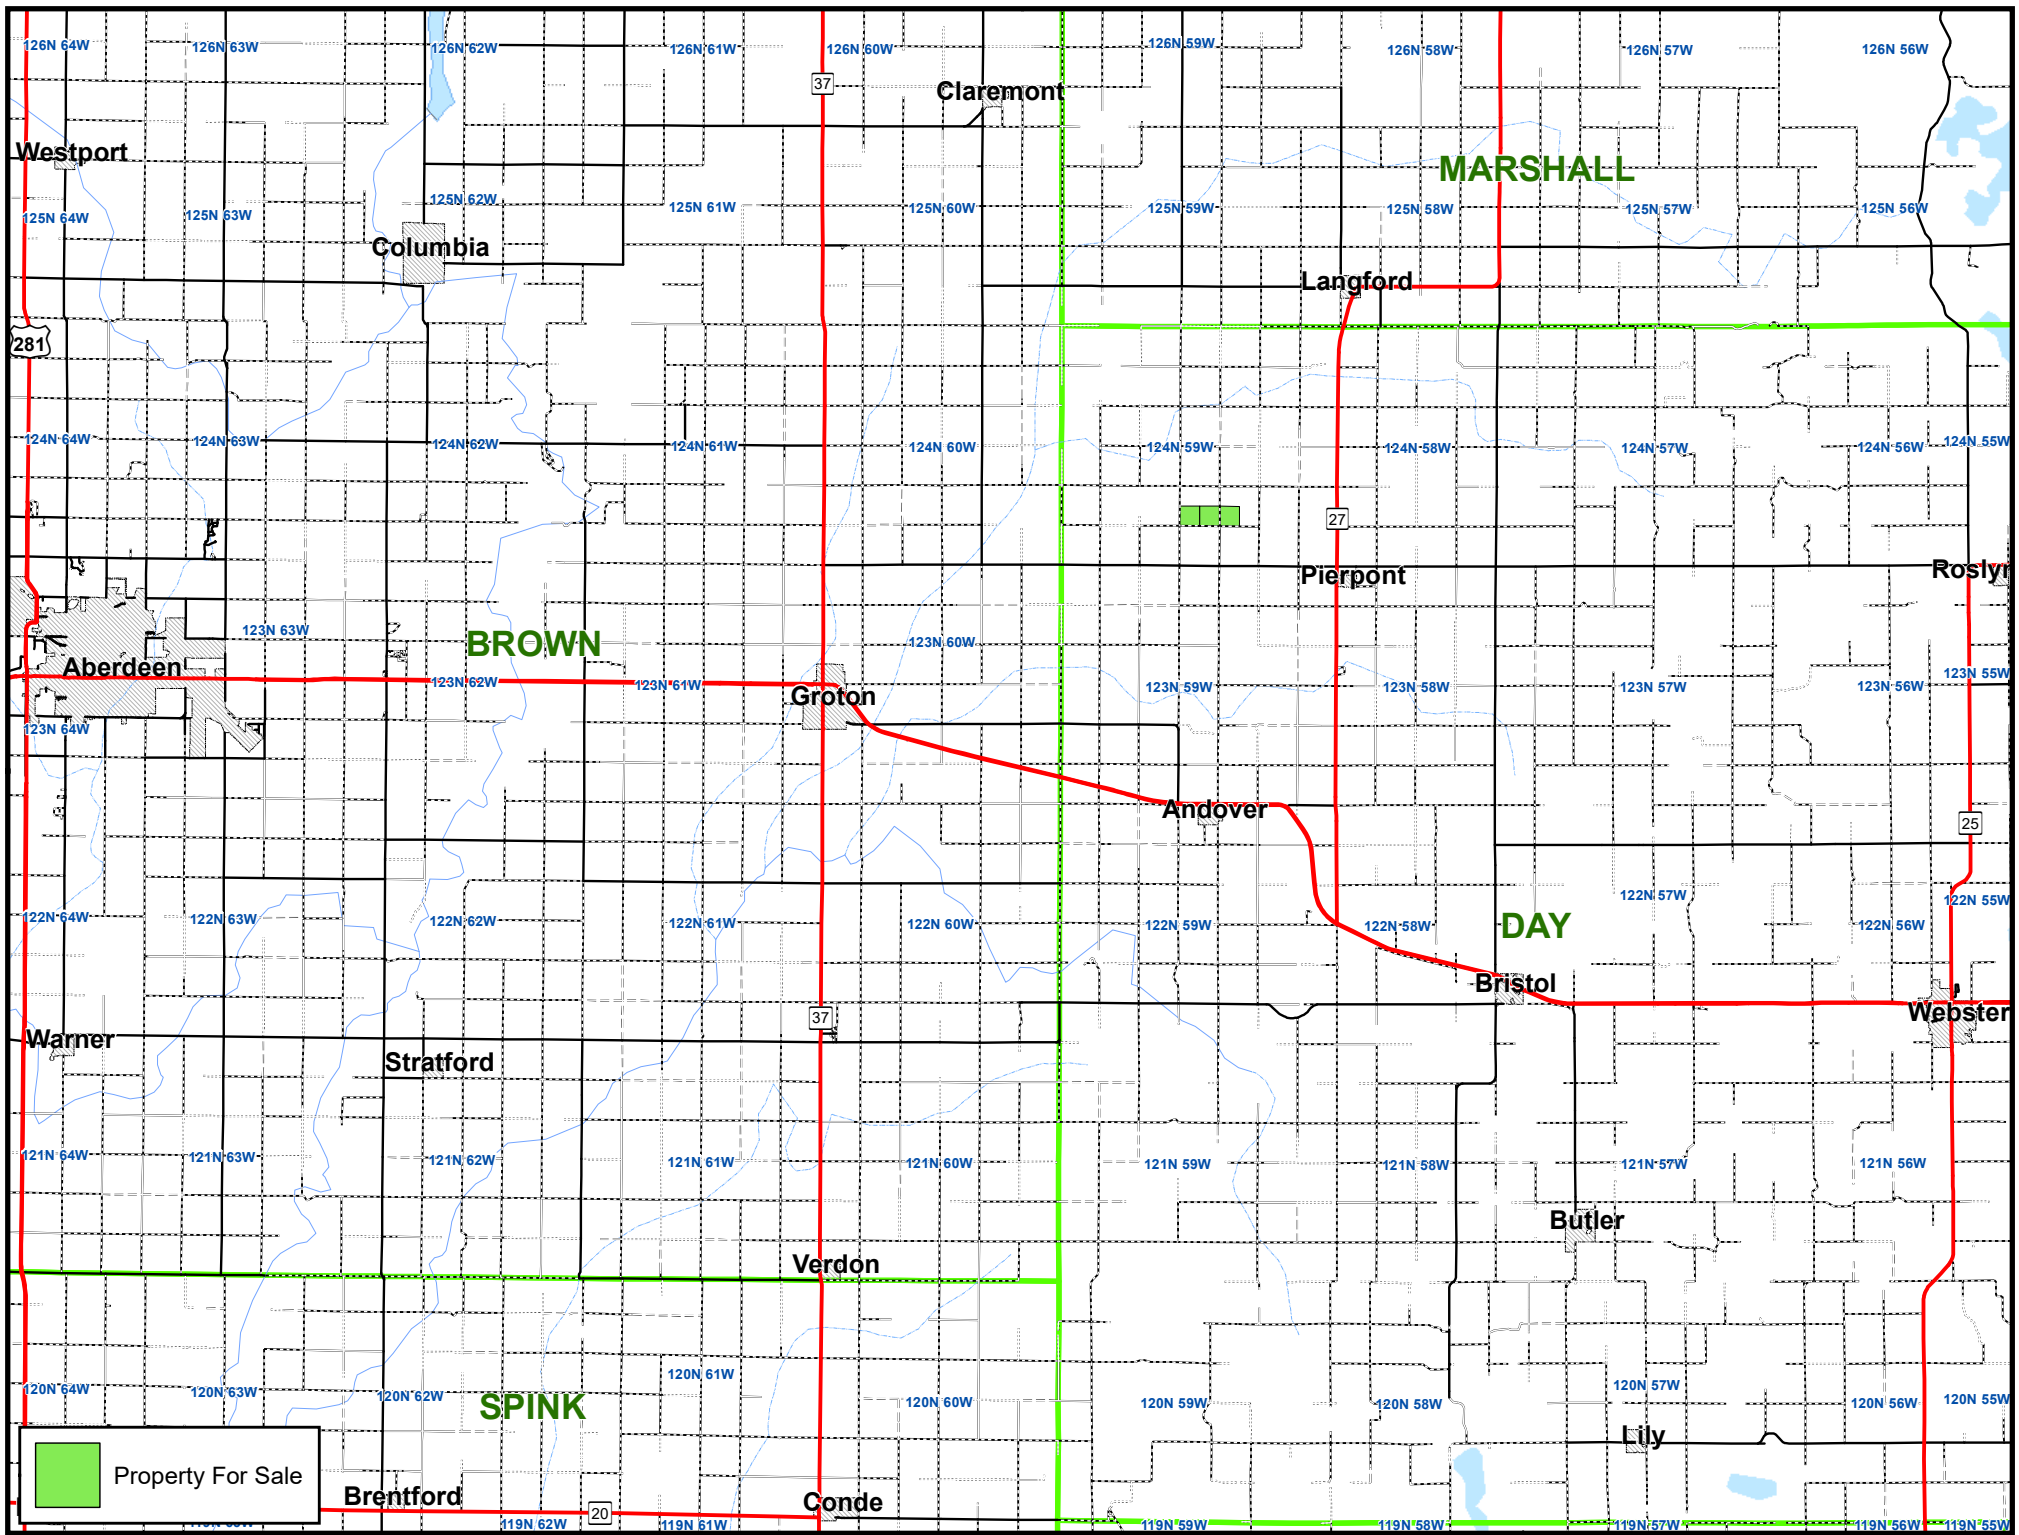 126N 64W
126N 63W
126N 62W
126N 61W
126N 60W
126N 59W
126N 58W
126N 57W
126N 56W
37
Claremont
Westport
MARSHALL
125N 64W
125N 63W
125N 62W
125N 61W
125N 60W
125N 59W
125N 58W
125N 57W
125N 56W
Columbia
Langford
281
124N 64W
124N 63W
124N 62W
124N 61W
124N 60W
124N 59W
124N 58W
124N 57W
124N 56W
124N 55W
27
Pierpont
Roslyn
123N 63W
BROWN
123N 60W
Aberdeen
123N 62W
123N 61W
Groton
123N 59W
123N 58W
123N 57W
123N 56W
123N 55W
123N 64W
Andover
25
122N 64W
122N 63W
122N 62W
122N 61W
122N 60W
122N 59W
122N 58W
DAY
122N 57W
122N 56W
122N 55W
Bristol
Webster
37
Warner
Stratford
121N 64W
121N 63W
121N 62W
121N 61W
121N 60W
121N 59W
121N 58W
121N 57W
121N 56W
Butler
Verdon
120N 64W
120N 63W
120N 62W
120N 61W
120N 60W
120N 59W
120N 58W
120N 57W
120N 56W
120N 55W
SPINK
Lily
Property For Sale
Brentford
20
Conde
119N 62W
119N 61W
119N 59W
119N 58W
119N 57W
119N 56W
119N 55W